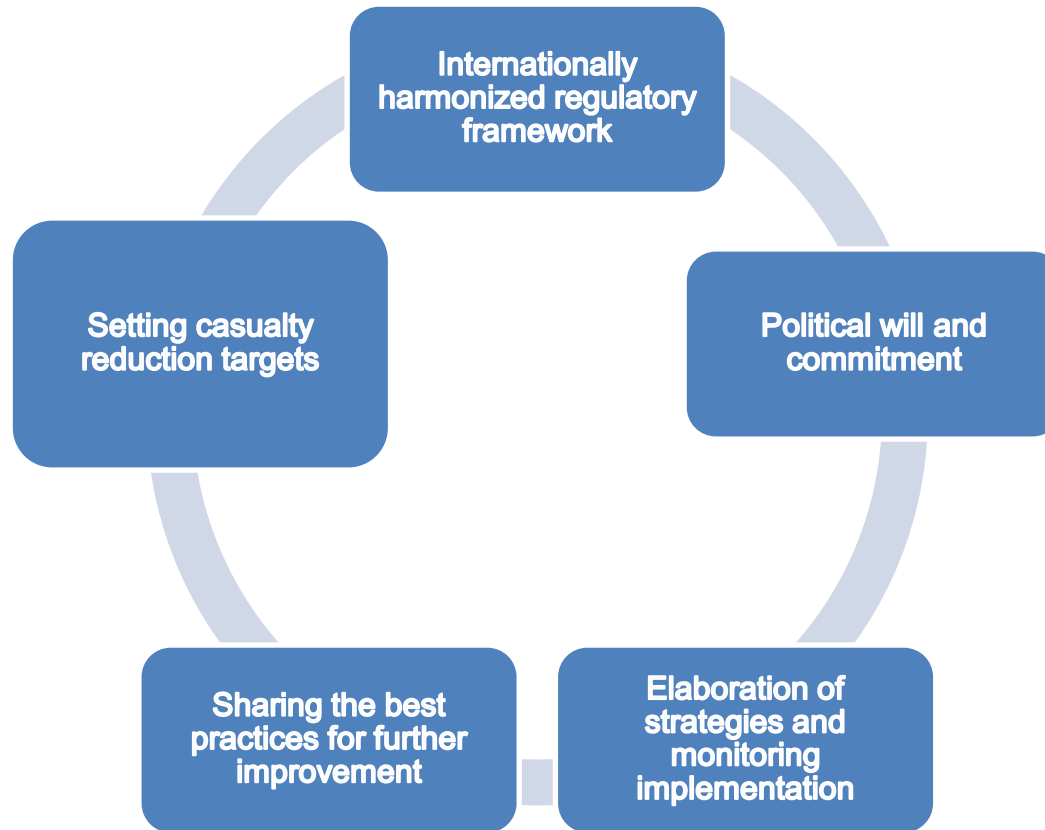 Internationally
harmonized regulatory
framework
Political will and
commitment
Elaboration of
strategies and
monitoring
implementation
Sharing the best
practices for further
improvement
Setting casualty
reduction targets